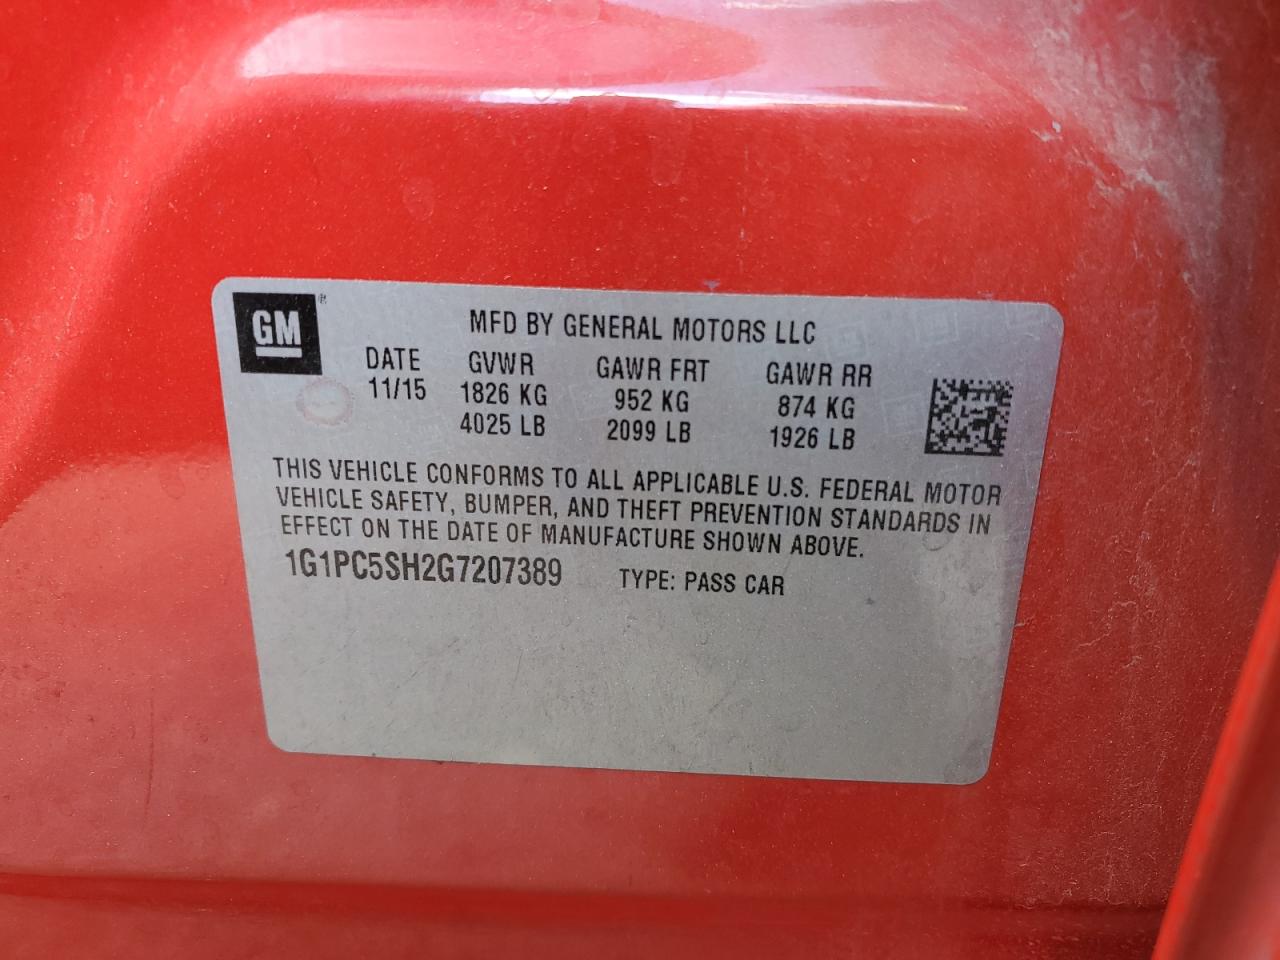 GM®
MFD BY GENERAL MOTORS LLC
DATE GVWR GAWR FRT GAWR RR
11/15 1826 KG 952 KG 874 KG
4025 LB 2099 LB 1926 LB
THIS VEHICLE CONFORMS TO ALL APPLICABLE U.S. FEDERAL MOTOR
VEHICLE SAFETY, BUMPER, AND THEFT PREVENTION STANDARDS IN
EFFECT ON THE DATE OF MANUFACTURE SHOWN ABOVE.
1G1PC5SH2G7207389 TYPE: PASS CAR